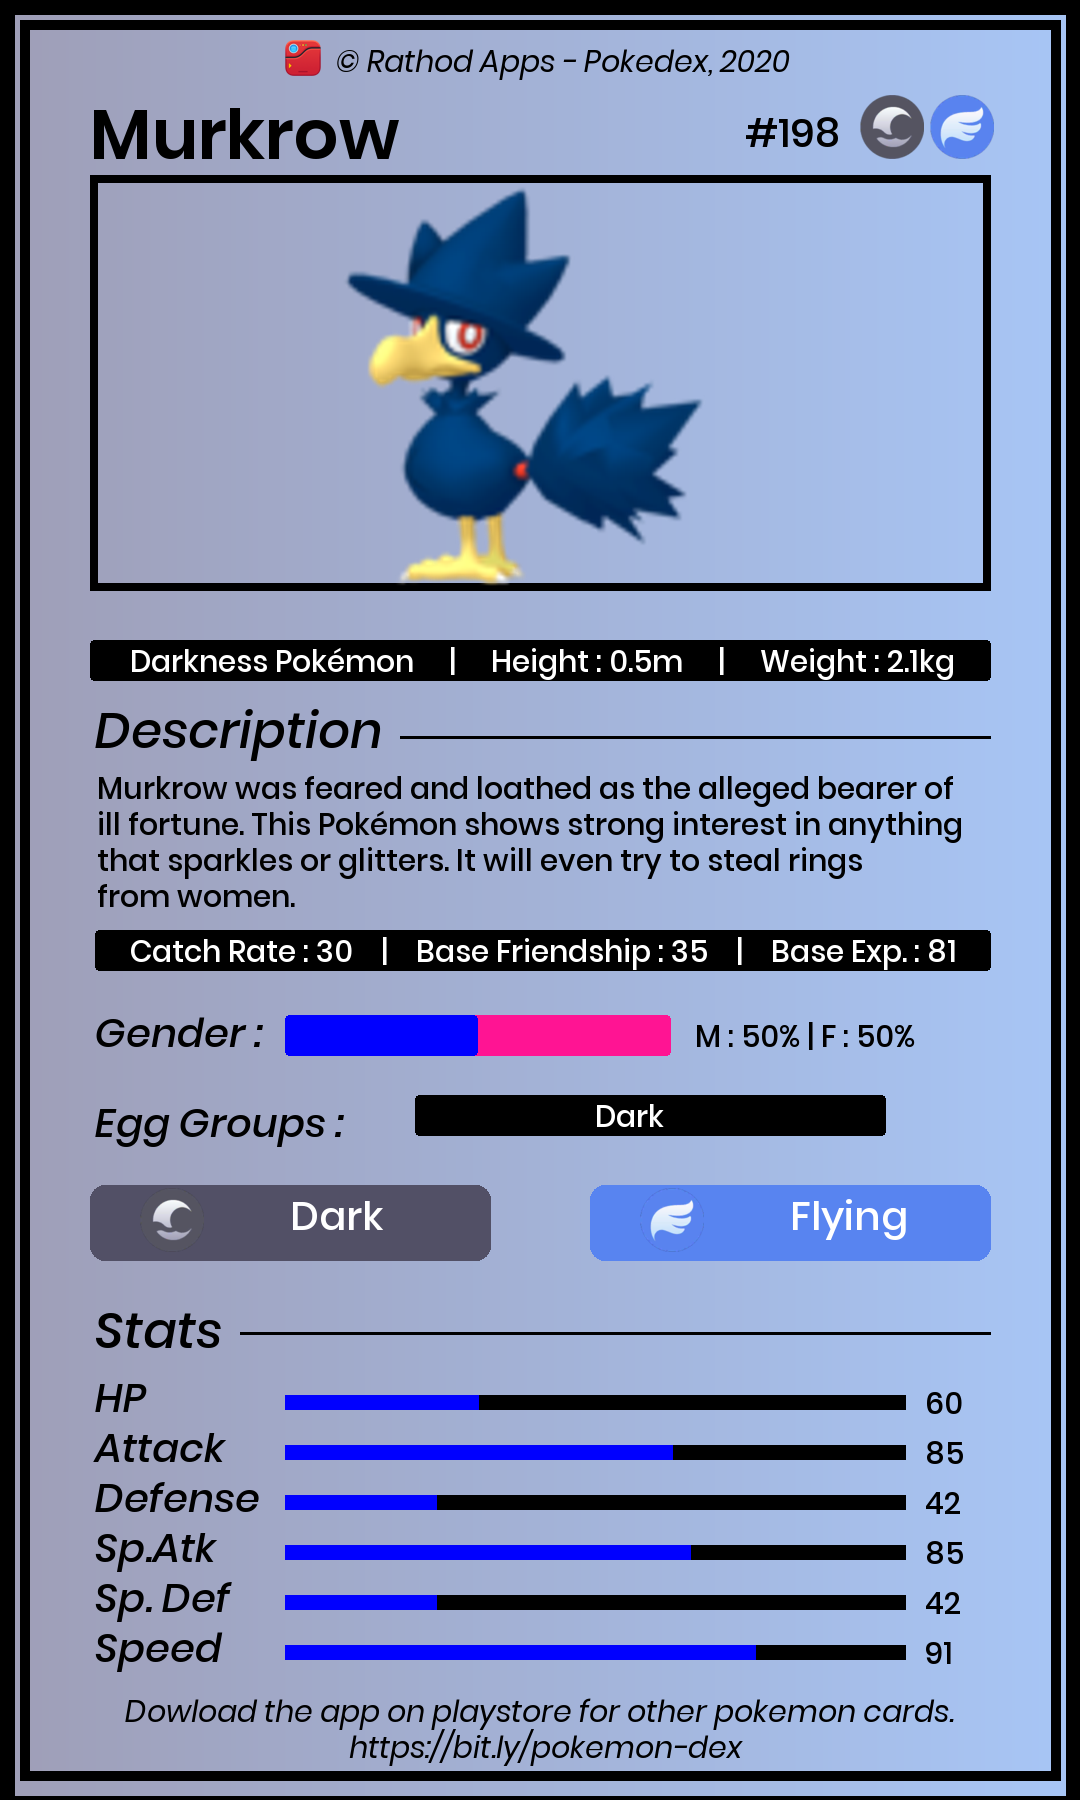 © Rathod Apps - Pokedex, 2020
Murkrow #198
Darkness Pokémon | Height : 0.5m | Weight : 2.1kg
Description
Murkrow was feared and loathed as the alleged bearer of
ill fortune. This Pokémon shows strong interest in anything
that sparkles or glitters. It will even try to steal rings
from women.
Catch Rate : 30 | Base Friendship : 35 | Base Exp. : 81
Gender : M : 50% | F : 50%
Egg Groups : Dark
Dark Flying
Stats
HP 60
Attack 85
Defense 42
Sp.Atk 85
Sp. Def 42
Speed 91
Dowload the app on playstore for other pokemon cards.
https://bit.ly/pokemon-dex